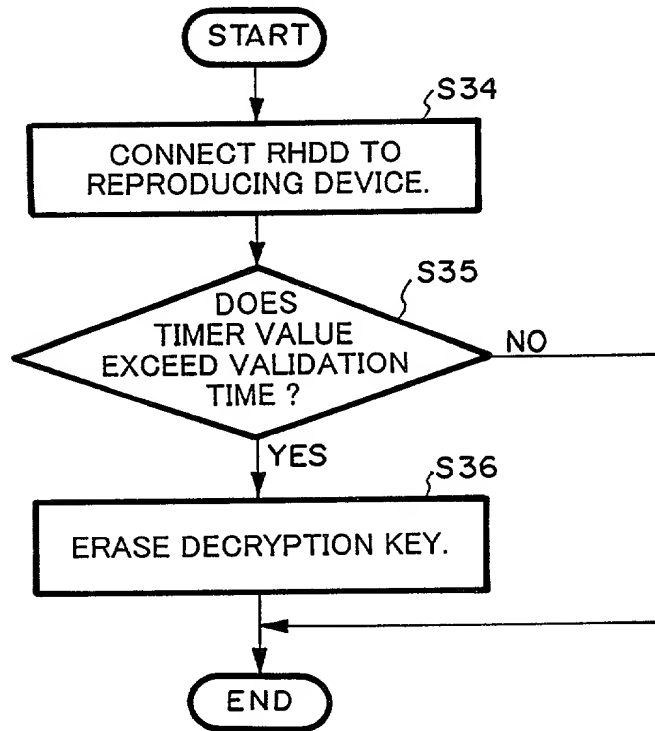 START
S34
CONNECT RHDD TO
REPRODUCING DEVICE.
S35
DOES
TIMER VALUE
EXCEED VALIDATION
TIME ?
NO
YES
S36
ERASE DECRYPTION KEY.
END